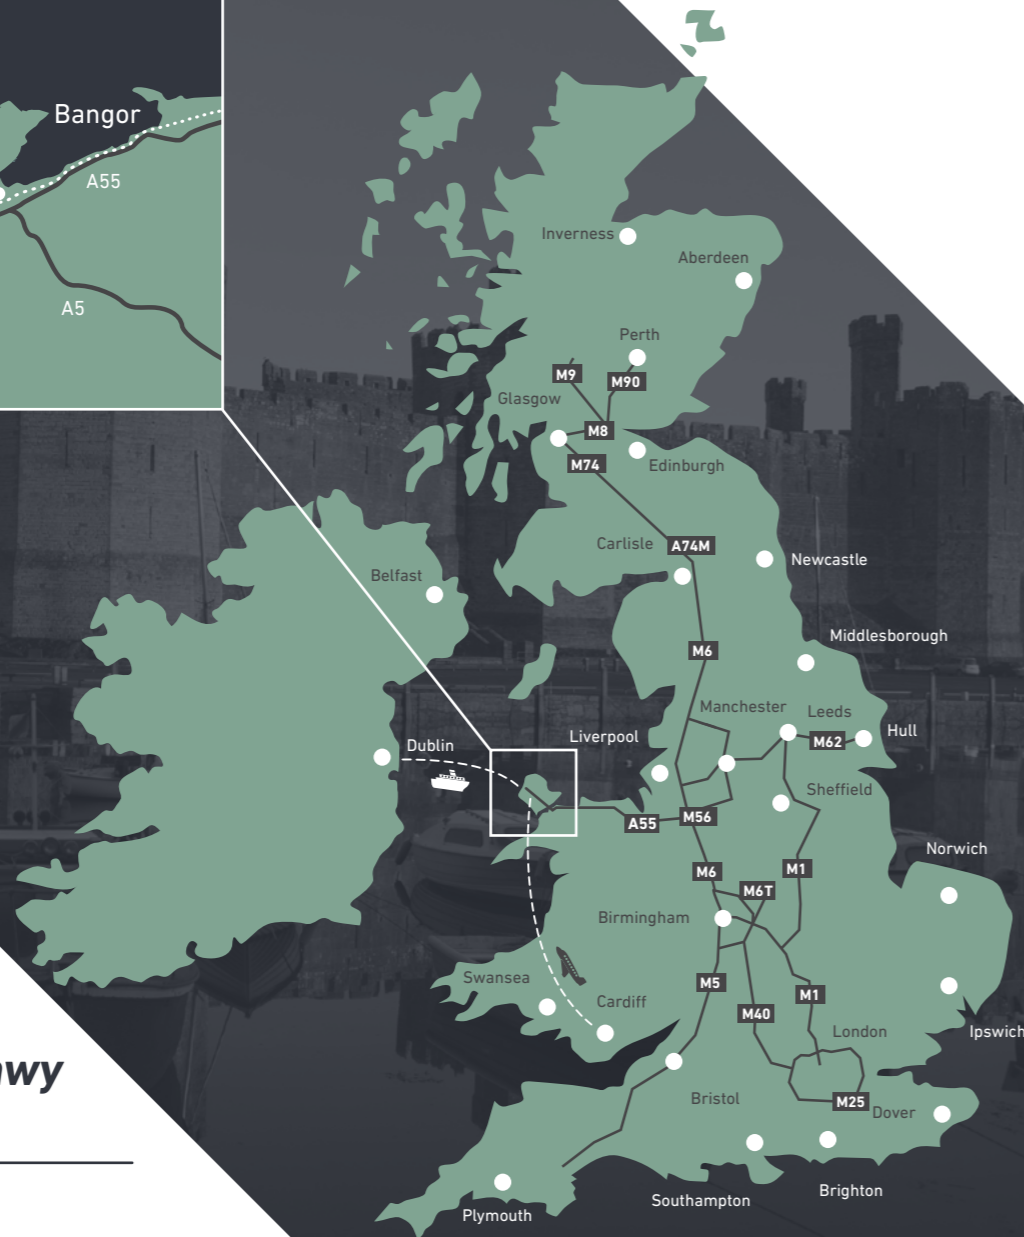 Bangor
A55
A5
Inverness
Aberdeen
Perth
M9
M90
Glasgow
M8
M74
Edinburgh
Carlisle
A74M
Newcastle
Belfast
Middlesborough
M6
Manchester
Leeds
Liverpool
M62
Hull
Dublin
Sheffield
A55
M56
Norwich
M6
M1
M6T
Birmingham
Swansea
M5
M1
Cardiff
M40
London
Ipswich
Bristol
M25
Dover
Brighton
Southampton
Plymouth